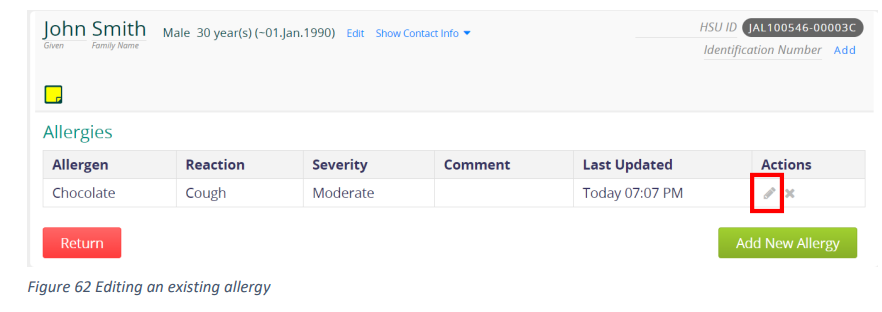 John Smith Male 30 year(s) (~01.Jan.1990) Edit Show Contact Info HSU ID JAL100546-00003C
Given Family Name Identification Number Add
Allergies
Allergen Reaction Severity Comment Last Updated Actions
Chocolate Cough Moderate Today 07:07 PM
Return Add New Allergy
Figure 62 Editing an existing allergy